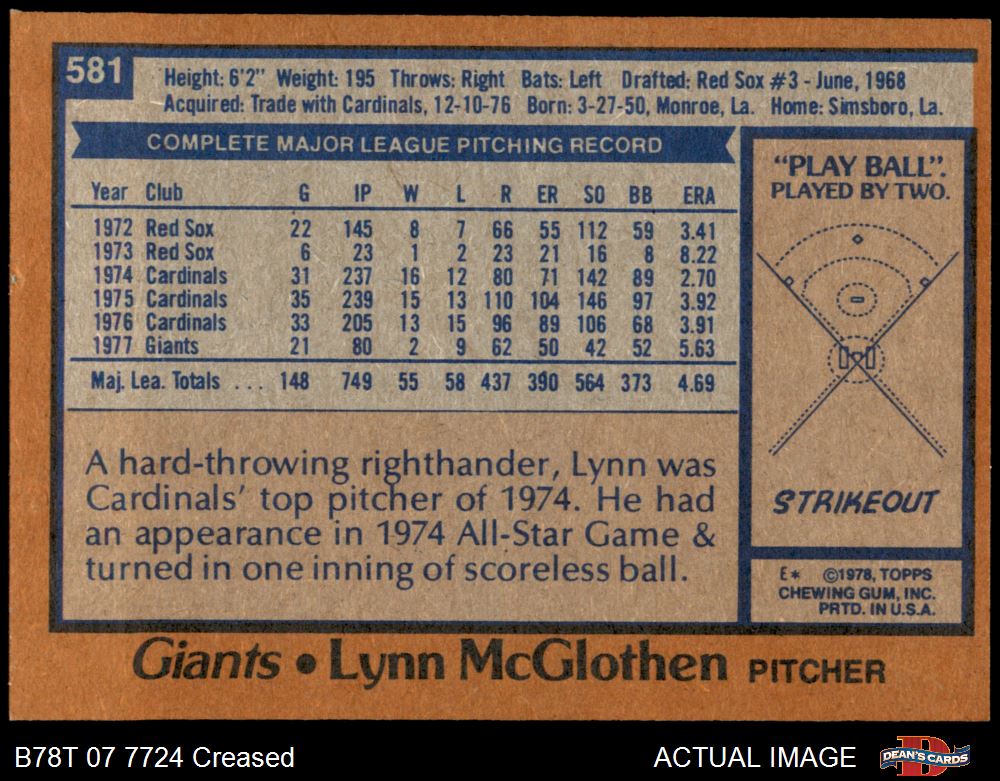 581
Height: 6'2" Weight: 195 Throws: Right Bats: Left Drafted: Red Sox #3 - June, 1968
Acquired: Trade with Cardinals, 12-10-76 Born: 3-27-50, Monroe, La. Home: Simsboro, La.
COMPLETE MAJOR LEAGUE PITCHING RECORD
Year Club G IP W L R ER SO BB ERA
1972 Red Sox 22 145 8 7 66 55 112 59 3.41
1973 Red Sox 6 23 1 2 23 21 16 8 8.22
1974 Cardinals 31 237 16 12 80 71 142 89 2.70
1975 Cardinals 35 239 15 13 110 104 146 97 3.92
1976 Cardinals 33 205 13 15 96 89 106 68 3.91
1977 Giants 21 80 2 9 62 50 42 52 5.63
Maj. Lea. Totals . . . 148 749 55 58 437 390 564 373 4.69
A hard-throwing righthander, Lynn was
Cardinals' top pitcher of 1974. He had
an appearance in 1974 All-Star Game &
turned in one inning of scoreless ball.
"PLAY BALL".
PLAYED BY TWO.
STRIKEOUT
E* ©1978, TOPPS
CHEWING GUM, INC.
PRTD. IN U.S.A.
Giants • Lynn McGlothen PITCHER
B78T 07 7724 Creased
ACTUAL IMAGE
D
DEAN'S CARDS